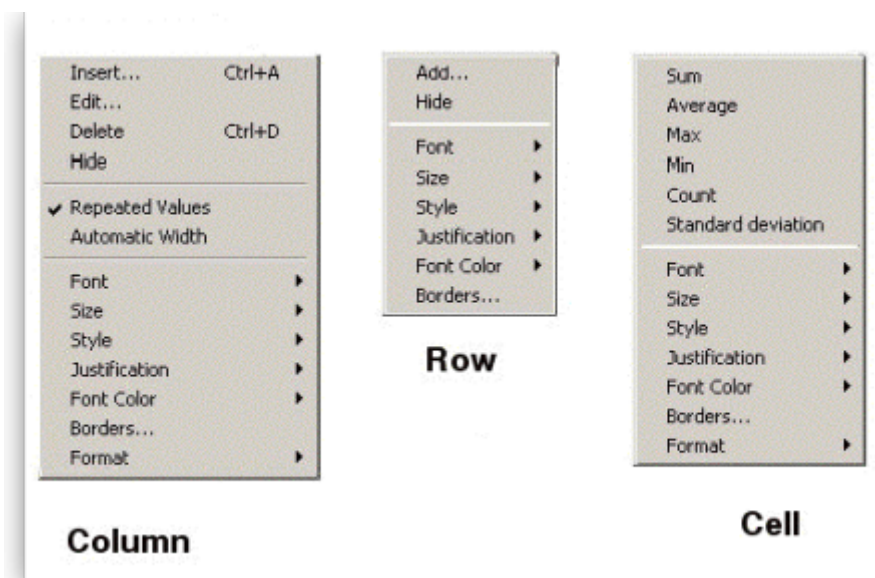 Insert... Ctrl+A
Edit...
Delete Ctrl+D
Hide
Repeated Values
Automatic Width
Font
Size
Style
Justification
Font Color
Borders...
Format
Column
Add...
Hide
Font
Size
Style
Justification
Font Color
Borders...
Row
Sum
Average
Max
Min
Count
Standard deviation
Font
Size
Style
Justification
Font Color
Borders...
Format
Cell